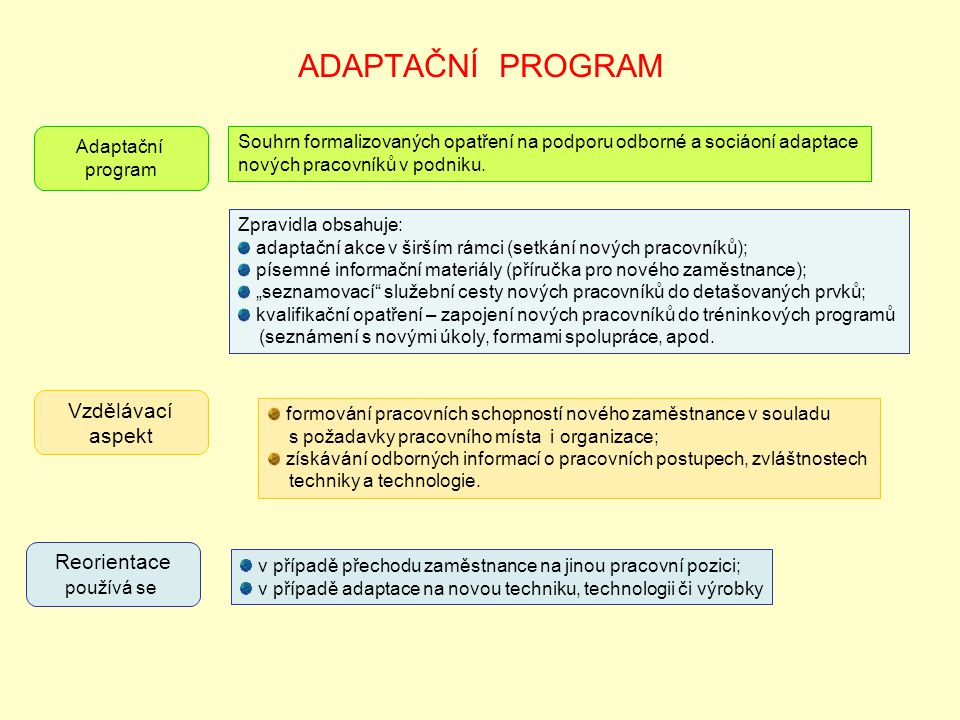 ADAPTAČNÍ PROGRAM
Adaptační
program
Souhrn formalizovaných opatření na podporu odborné a sociáoní adaptace
nových pracovníků v podniku.
Zpravidla obsahuje:
adaptační akce v širším rámci (setkání nových pracovníků);
písemné informační materiály (příručka pro nového zaměstnance);
„seznamovací“ služební cesty nových pracovníků do detašovaných prvků;
kvalifikační opatření – zapojení nových pracovníků do tréninkových programů
(seznámení s novými úkoly, formami spolupráce, apod.
Vzdělávací
aspekt
formování pracovních schopností nového zaměstnance v souladu
s požadavky pracovního místa i organizace;
získávání odborných informací o pracovních postupech, zvláštnostech
techniky a technologie.
Reorientace
používá se
v případě přechodu zaměstnance na jinou pracovní pozici;
v případě adaptace na novou techniku, technologii či výrobky